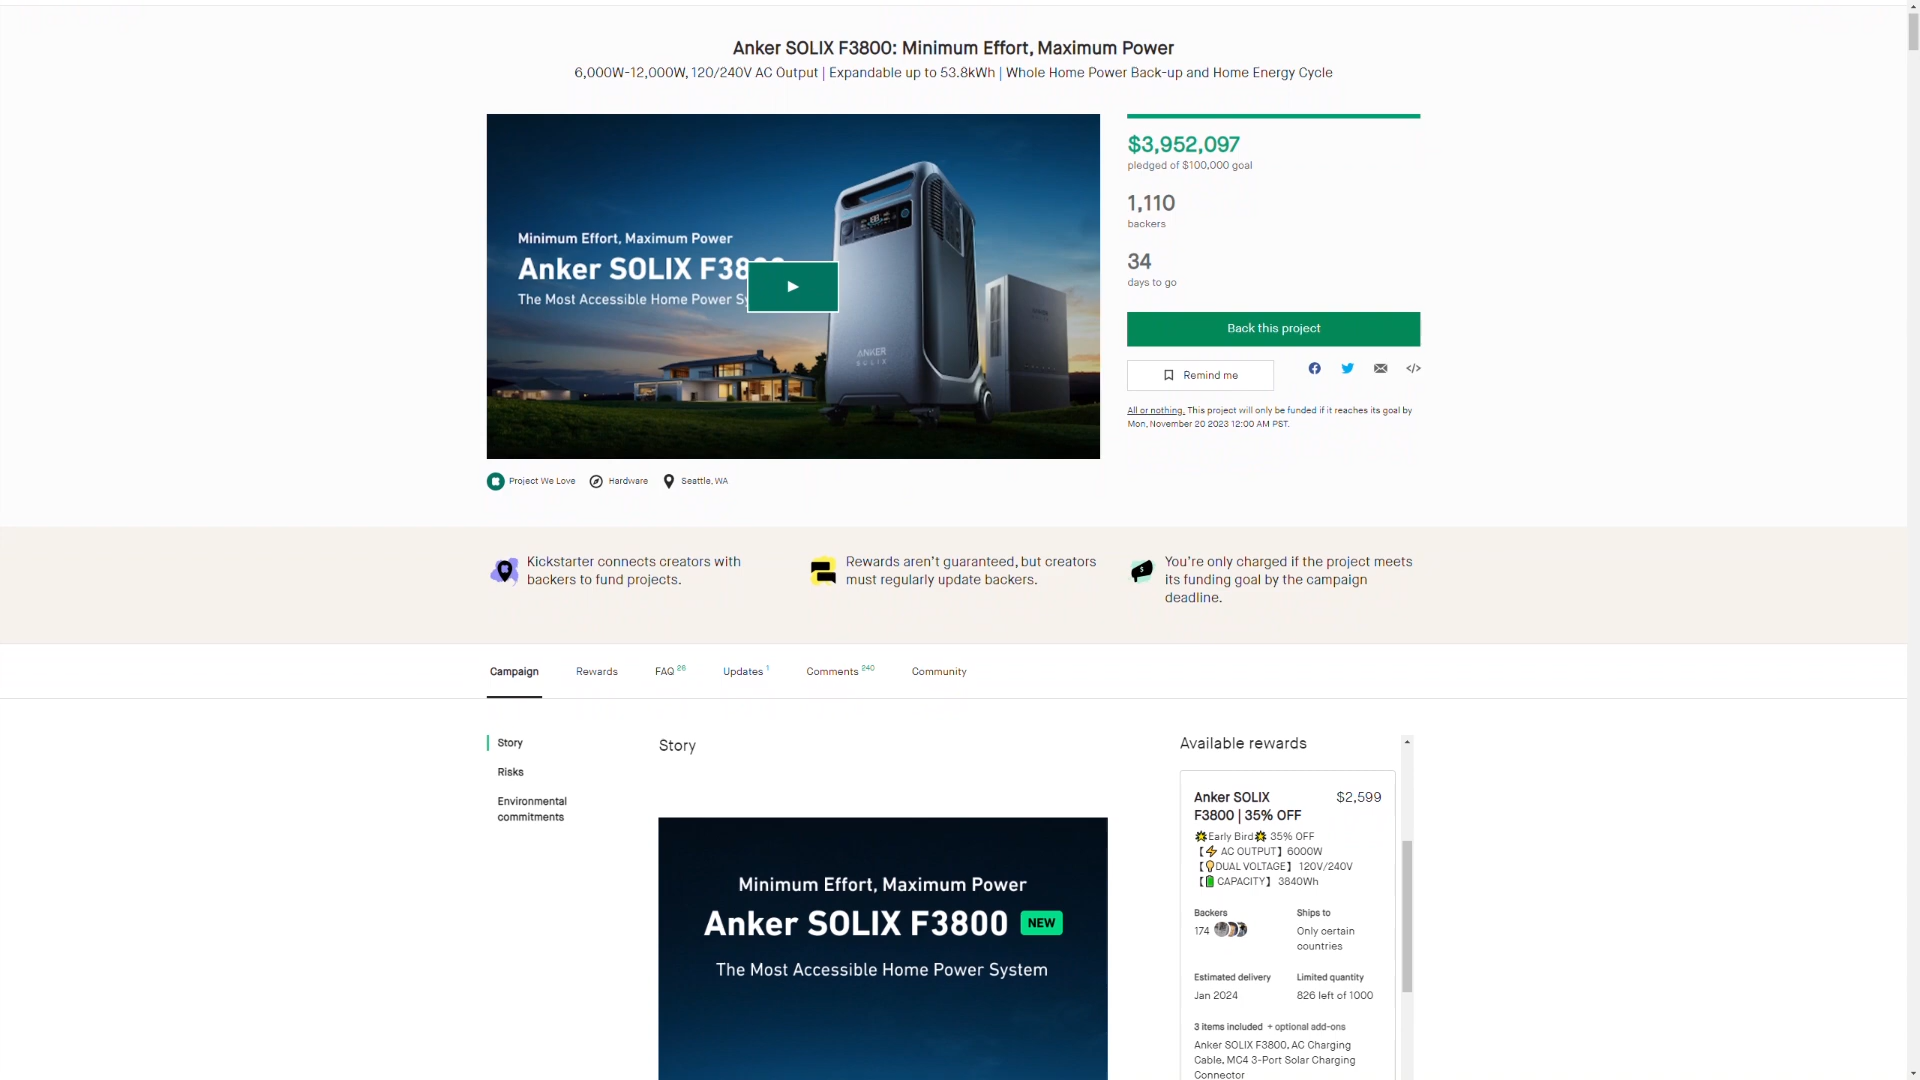 Anker SOLIX F3800: Minimum Effort, Maximum Power
6,000W-12,000W, 120/240V AC Output | Expandable up to 53.8kWh | Whole Home Power Back-up and Home Energy Cycle
Minimum Effort, Maximum Power
Anker SOLIX F38
The Most Accessible Home Power Sy
ANKER
SOLIX
$3,952,097
pledged of $100,000 goal
1,110
backers
34
days to go
Back this project
Remind me
</>
All or nothing. This project will only be funded if it reaches its goal by
Mon, November 20 2023 12:00 AM PST.
Project We Love
Hardware
Seattle, WA
Kickstarter connects creators with
backers to fund projects.
Rewards aren't guaranteed, but creators
must regularly update backers.
You're only charged if the project meets
its funding goal by the campaign
deadline.
Campaign
Rewards
FAQ 26
Updates 1
Comments 240
Community
Story
Risks
Environmental
commitments
Story
Minimum Effort, Maximum Power
Anker SOLIX F3800 NEW
The Most Accessible Home Power System
Available rewards
Anker SOLIX $2,599
F3800 | 35% OFF
💥Early Bird💥 35% OFF
【⚡ AC OUTPUT】6000W
【💡DUAL VOLTAGE】 120V/240V
【🔋 CAPACITY】 3840Wh
Backers Ships to
174 Only certain
countries
Estimated delivery Limited quantity
Jan 2024 826 left of 1000
3 items included + optional add-ons
Anker SOLIX F3800, AC Charging
Cable, MC4 3-Port Solar Charging
Connector